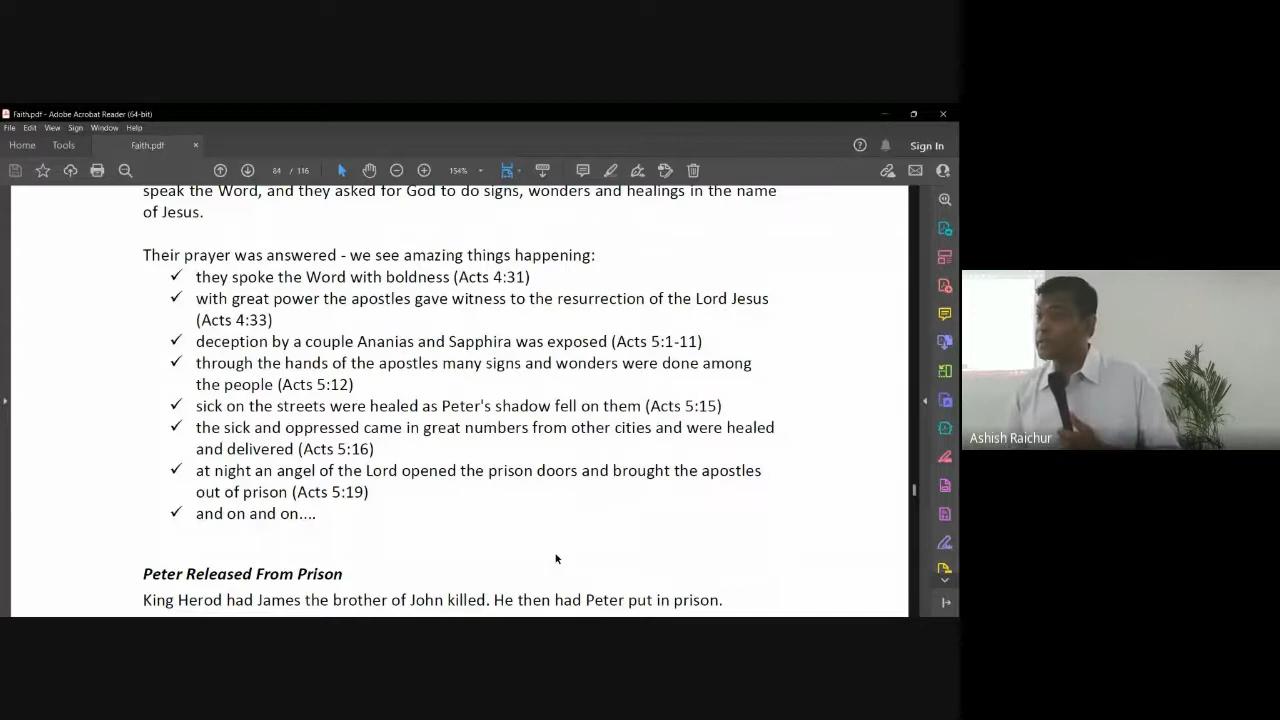 Faith.pdf - Adobe Acrobat Reader (64-bit)
File Edit View Sign Window Help
Home Tools Faith.pdf × Sign In
84 / 116 154%
speak the Word, and they asked for God to do signs, wonders and healings in the name
of Jesus.
Their prayer was answered - we see amazing things happening:
✓ they spoke the Word with boldness (Acts 4:31)
✓ with great power the apostles gave witness to the resurrection of the Lord Jesus
(Acts 4:33)
✓ deception by a couple Ananias and Sapphira was exposed (Acts 5:1-11)
✓ through the hands of the apostles many signs and wonders were done among
the people (Acts 5:12)
✓ sick on the streets were healed as Peter's shadow fell on them (Acts 5:15)
✓ the sick and oppressed came in great numbers from other cities and were healed
and delivered (Acts 5:16)
✓ at night an angel of the Lord opened the prison doors and brought the apostles
out of prison (Acts 5:19)
✓ and on and on....
Peter Released From Prison
King Herod had James the brother of John killed. He then had Peter put in prison.
Ashish Raichur